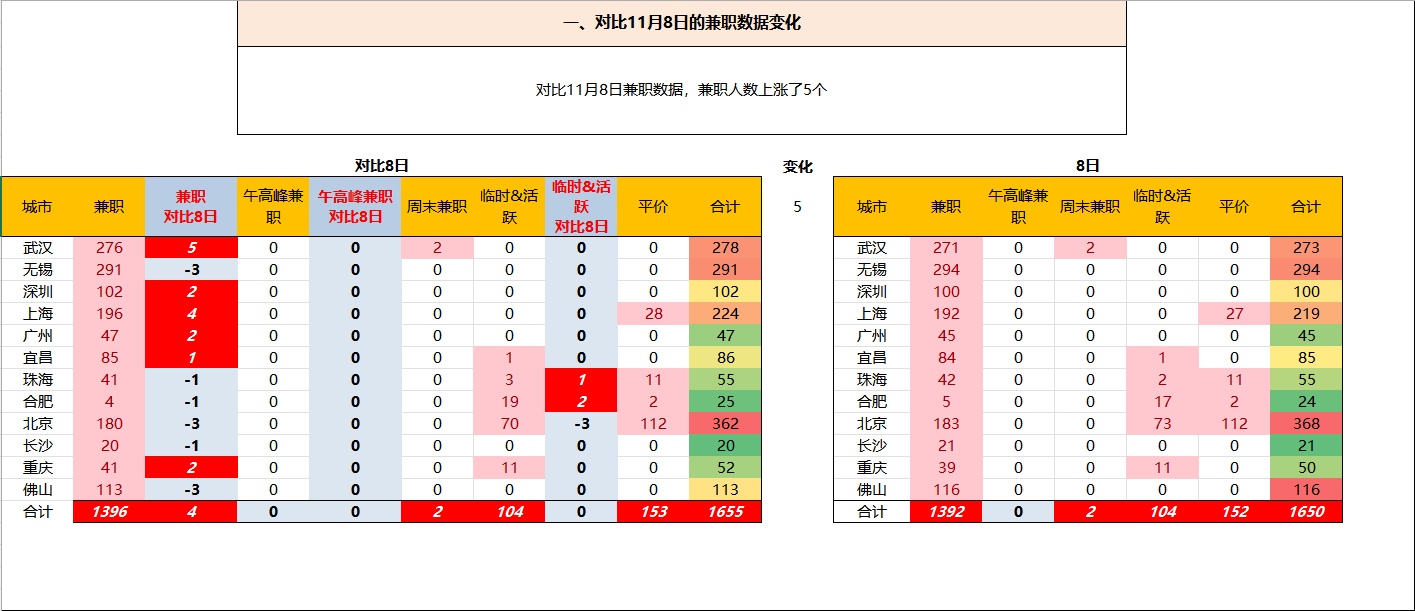 一、对比11月8日的兼职数据变化
对比11月8日兼职数据，兼职人数上涨了5个
对比8日 变化 8日
城市 兼职 兼职 对比8日 午高峰兼职 午高峰兼职 对比8日 周末兼职 临时&活跃 临时&活跃 对比8日 平价 合计 5 城市 兼职 午高峰兼职 周末兼职 临时&活跃 平价 合计
武汉 276 5 0 0 2 0 0 0 278 武汉 271 0 2 0 0 273
无锡 291 -3 0 0 0 0 0 0 291 无锡 294 0 0 0 0 294
深圳 102 2 0 0 0 0 0 0 102 深圳 100 0 0 0 0 100
上海 196 4 0 0 0 0 0 28 224 上海 192 0 0 0 27 219
广州 47 2 0 0 0 0 0 0 47 广州 45 0 0 0 0 45
宜昌 85 1 0 0 0 1 0 0 86 宜昌 84 0 0 1 0 85
珠海 41 -1 0 0 0 3 1 11 55 珠海 42 0 0 2 11 55
合肥 4 -1 0 0 0 19 2 2 25 合肥 5 0 0 17 2 24
北京 180 -3 0 0 0 70 -3 112 362 北京 183 0 0 73 112 368
长沙 20 -1 0 0 0 0 0 0 20 长沙 21 0 0 0 0 21
重庆 41 2 0 0 0 11 0 0 52 重庆 39 0 0 11 0 50
佛山 113 -3 0 0 0 0 0 0 113 佛山 116 0 0 0 0 116
合计 1396 4 0 0 2 104 0 153 1655 合计 1392 0 2 104 152 1650